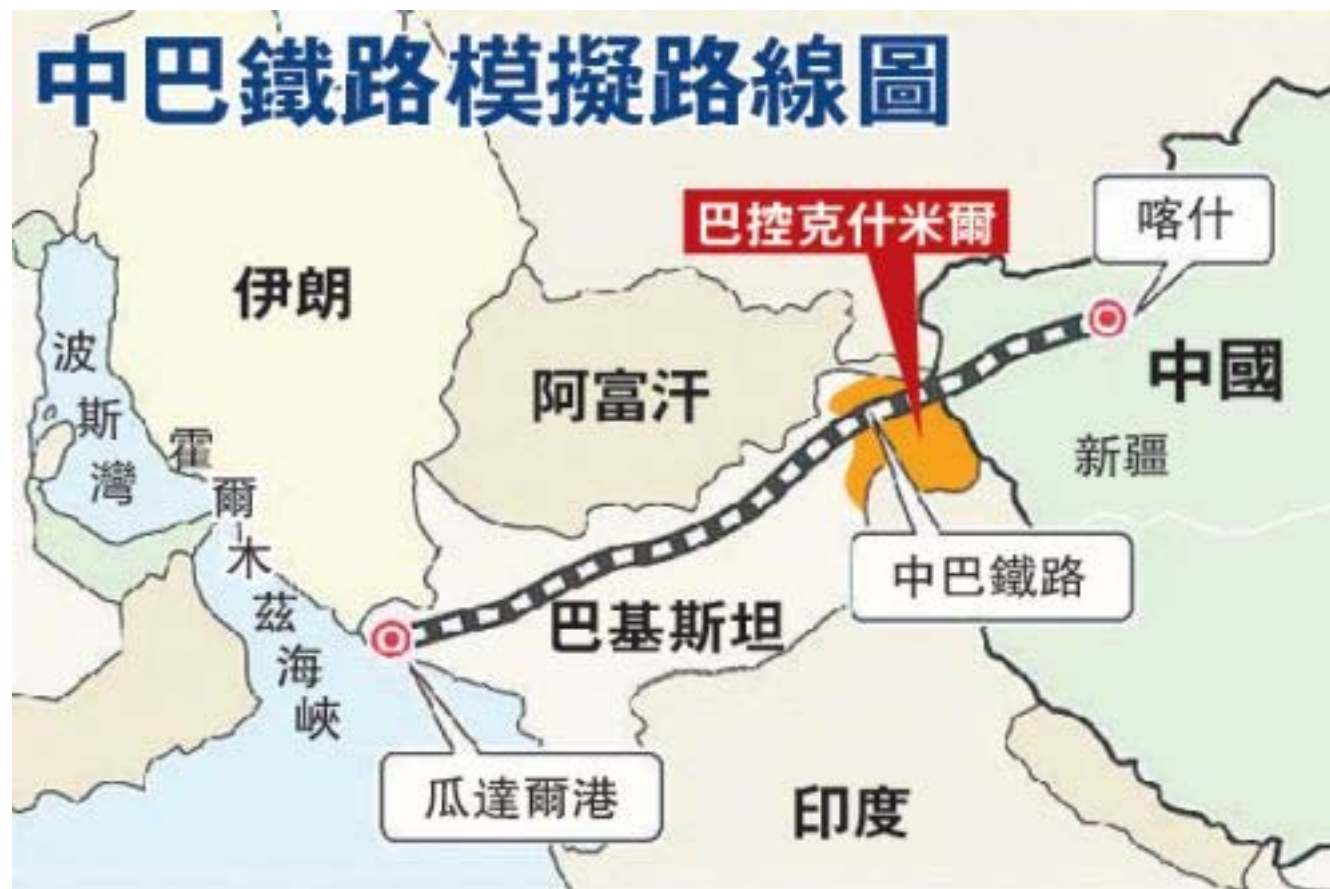 中巴鐵路模擬路線圖
巴控克什米爾
喀什
伊朗
中國
波斯灣
阿富汗
霍爾木茲海峽
新疆
中巴鐵路
巴基斯坦
瓜達爾港
印度